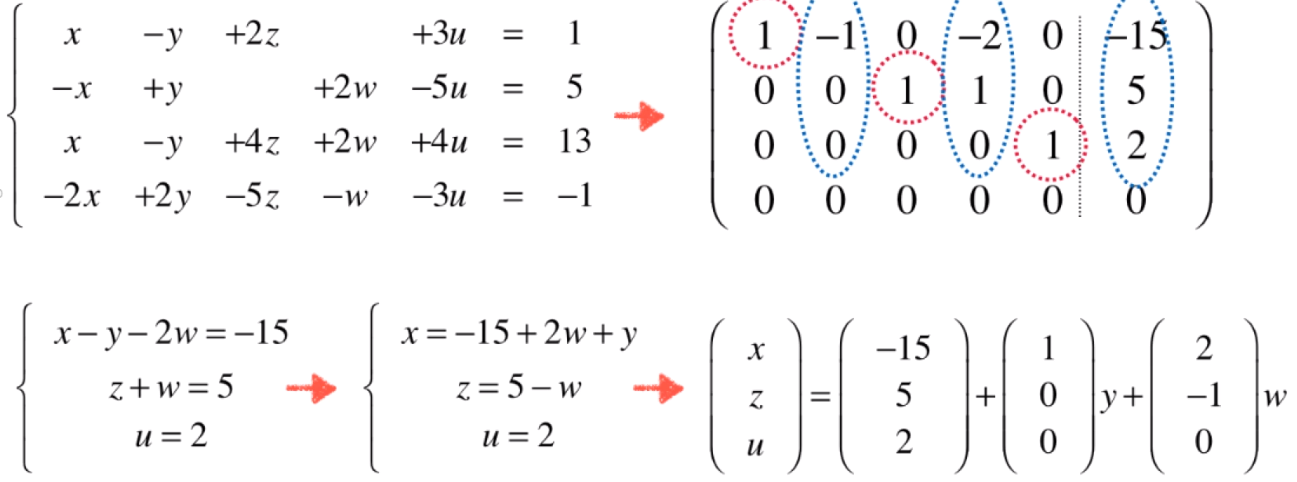 x −y +2z +3u = 1
−x +y +2w −5u = 5
x −y +4z +2w +4u = 13
−2x +2y −5z −w −3u = −1
1 −1 0 −2 0 −15
0 0 1 1 0 5
0 0 0 0 1 2
0 0 0 0 0 0
x − y − 2w = −15
z + w = 5
u = 2
x = −15 + 2w + y
z = 5 − w
u = 2
x −15 1 2
z = 5 + 0 y + −1 w
u 2 0 0